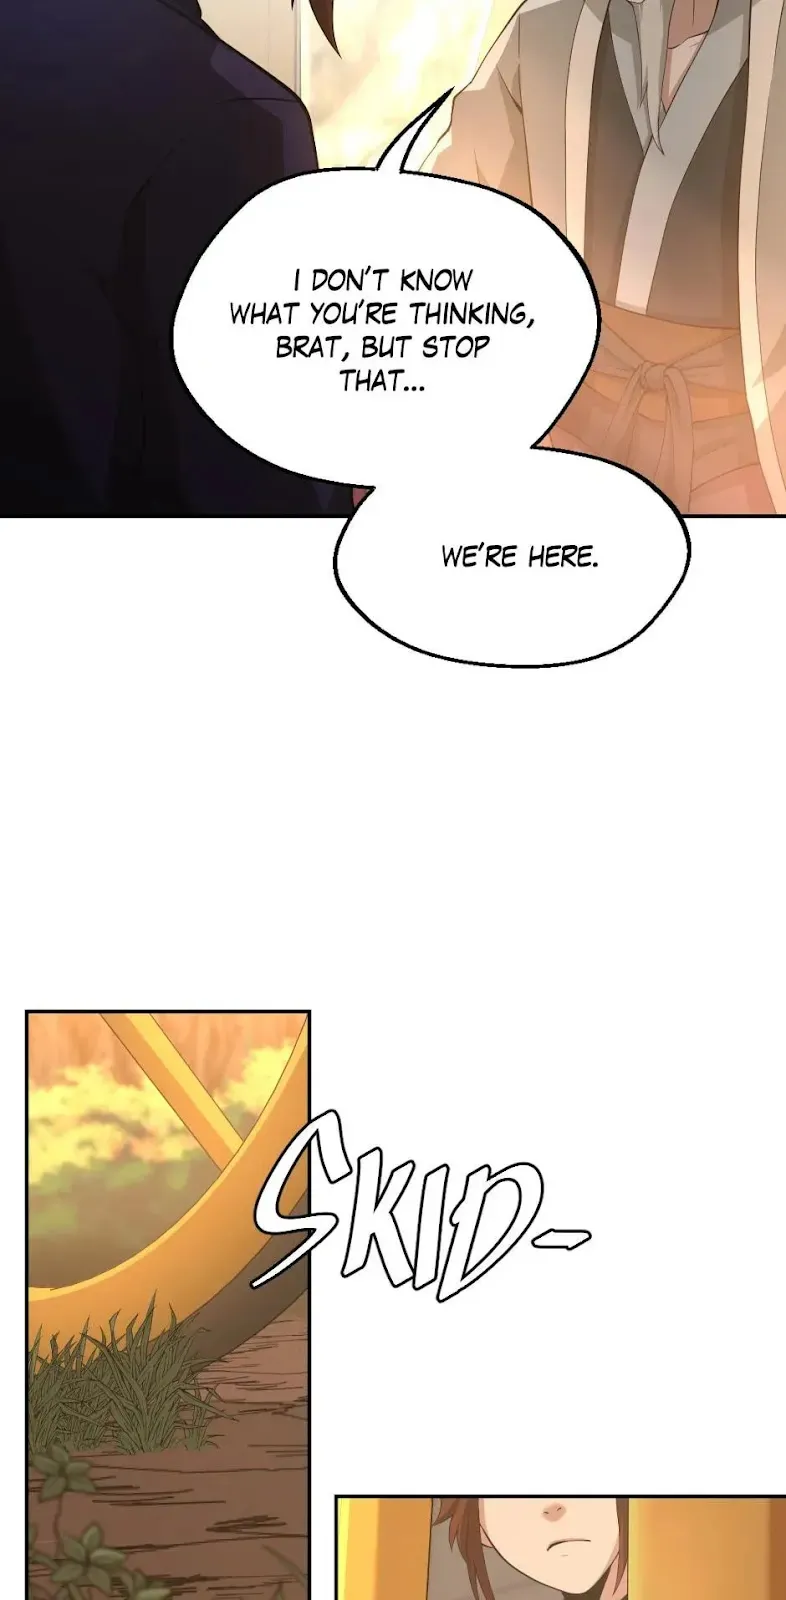 I DON'T KNOW
WHAT YOU'RE THINKING,
BRAT, BUT STOP
THAT...
WE'RE HERE.
SKID-